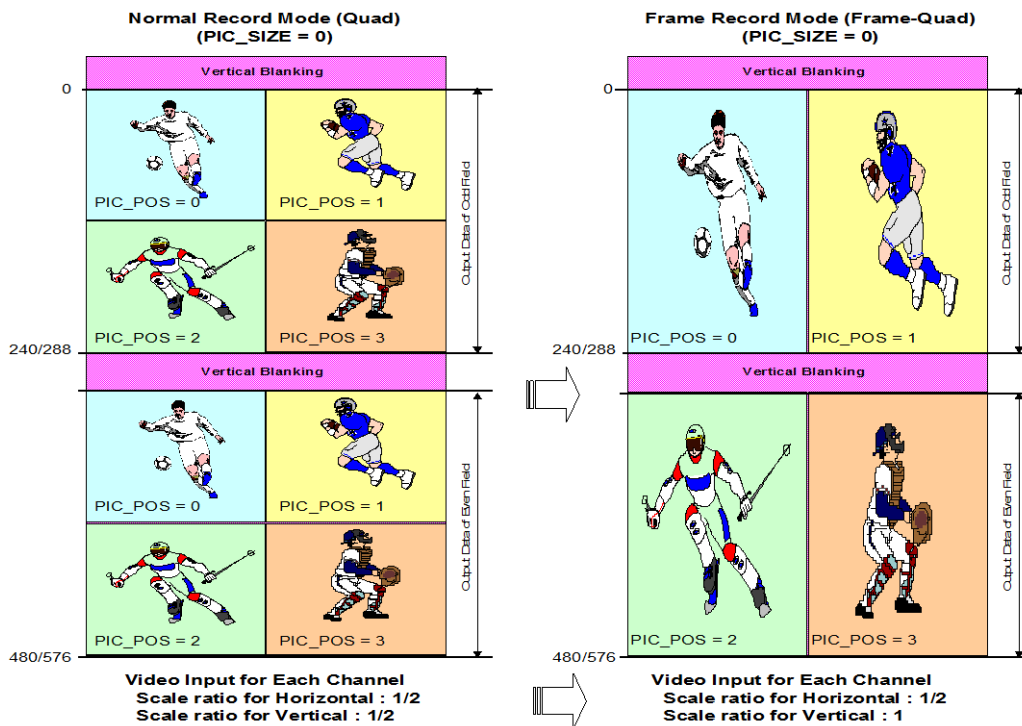 Normal Record Mode (Quad)
(PIC_SIZE = 0)
Vertical Blanking
0
PIC_POS = 0
PIC_POS = 1
PIC_POS = 2
PIC_POS = 3
Output Data of Odd Field
240/288
Vertical Blanking
PIC_POS = 0
PIC_POS = 1
PIC_POS = 2
PIC_POS = 3
Output Data of Even Field
480/576
Video Input for Each Channel
Scale ratio for Horizontal : 1/2
Scale ratio for Vertical : 1/2
Frame Record Mode (Frame-Quad)
(PIC_SIZE = 0)
Vertical Blanking
0
PIC_POS = 0
PIC_POS = 1
Output Data of Odd Field
240/288
Vertical Blanking
PIC_POS = 2
PIC_POS = 3
Output Data of Even Field
480/576
Video Input for Each Channel
Scale ratio for Horizontal : 1/2
Scale ratio for Vertical : 1